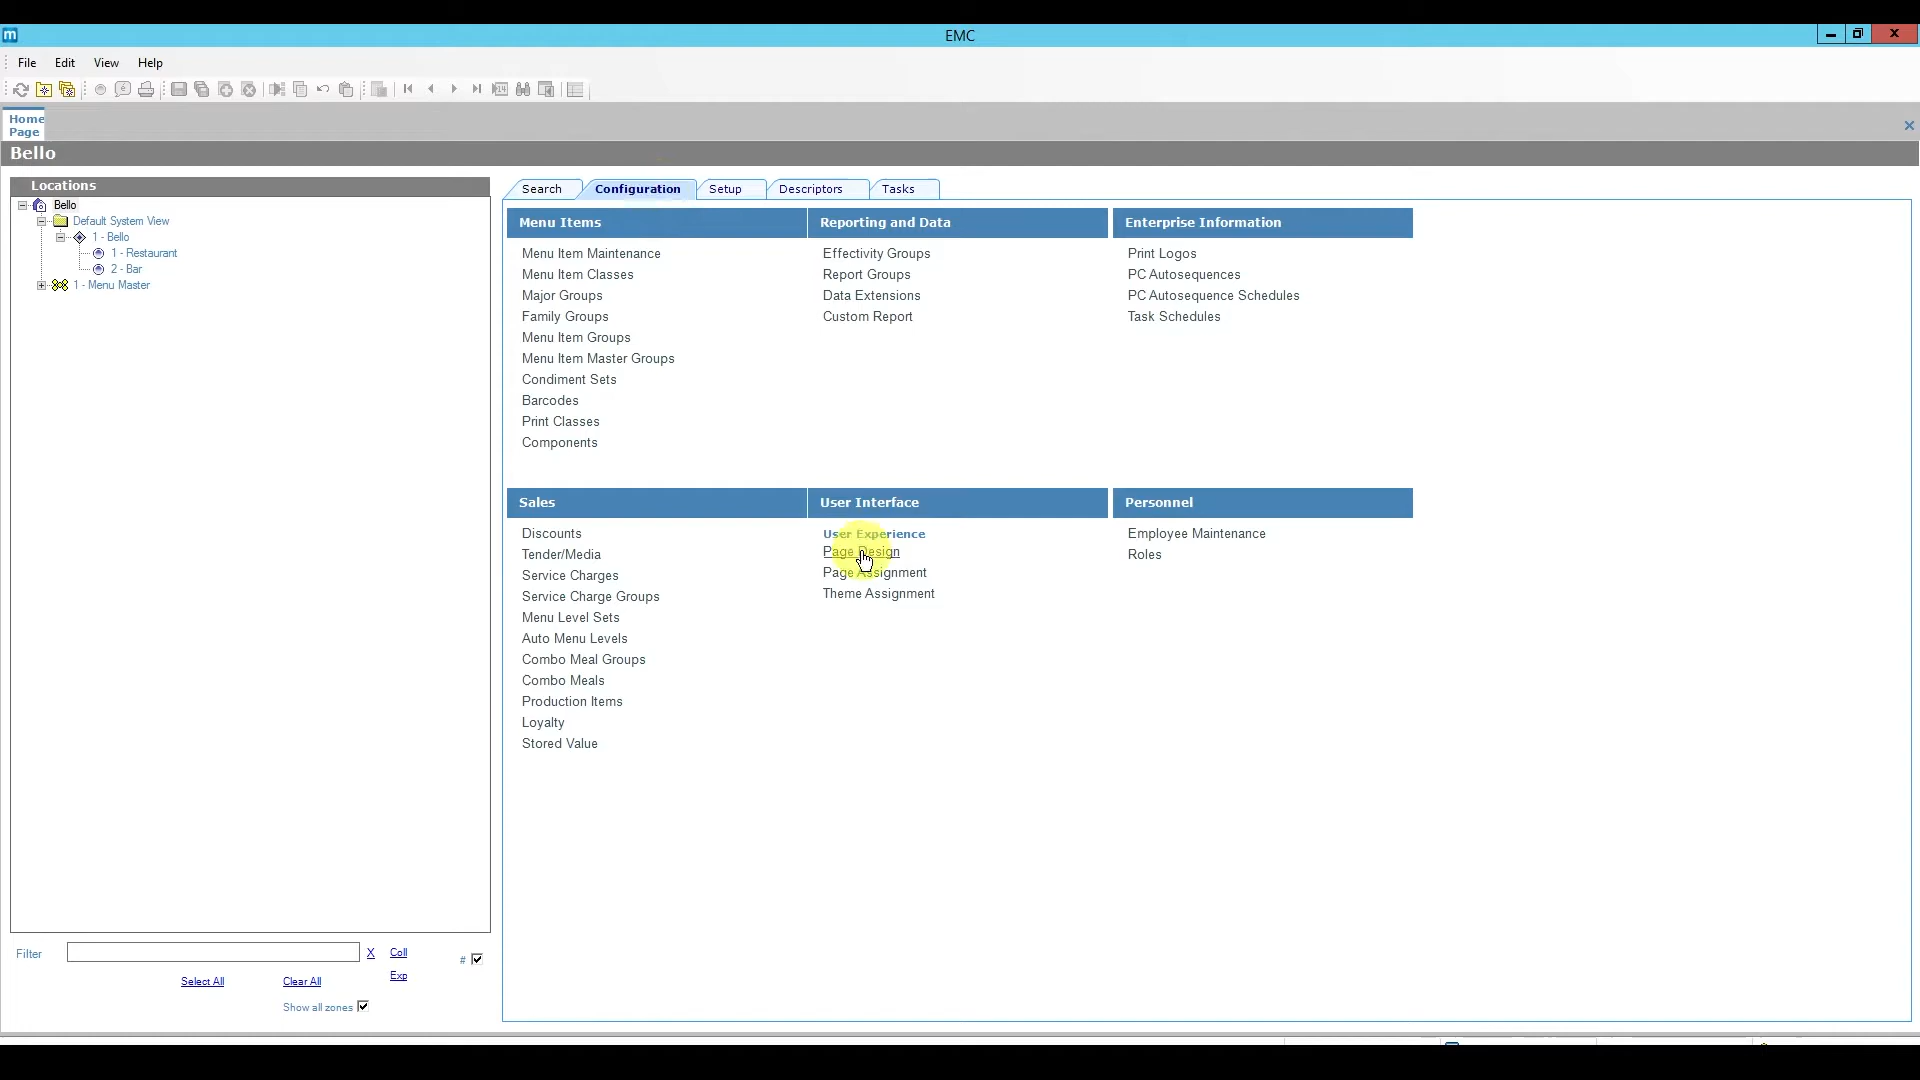 EMC
File Edit View Help
Home
Page
Bello
Locations
Bello
Default System View
1 - Bello
1 - Restaurant
2 - Bar
1 - Menu Master
Filter
X
Coll
#
Select All
Clear All
Exp
Show all zones
Search Configuration Setup Descriptors Tasks
Menu Items
Menu Item Maintenance
Menu Item Classes
Major Groups
Family Groups
Menu Item Groups
Menu Item Master Groups
Condiment Sets
Barcodes
Print Classes
Components
Reporting and Data
Effectivity Groups
Report Groups
Data Extensions
Custom Report
Enterprise Information
Print Logos
PC Autosequences
PC Autosequence Schedules
Task Schedules
Sales
Discounts
Tender/Media
Service Charges
Service Charge Groups
Menu Level Sets
Auto Menu Levels
Combo Meal Groups
Combo Meals
Production Items
Loyalty
Stored Value
User Interface
User Experience
Page Design
Page Assignment
Theme Assignment
Personnel
Employee Maintenance
Roles